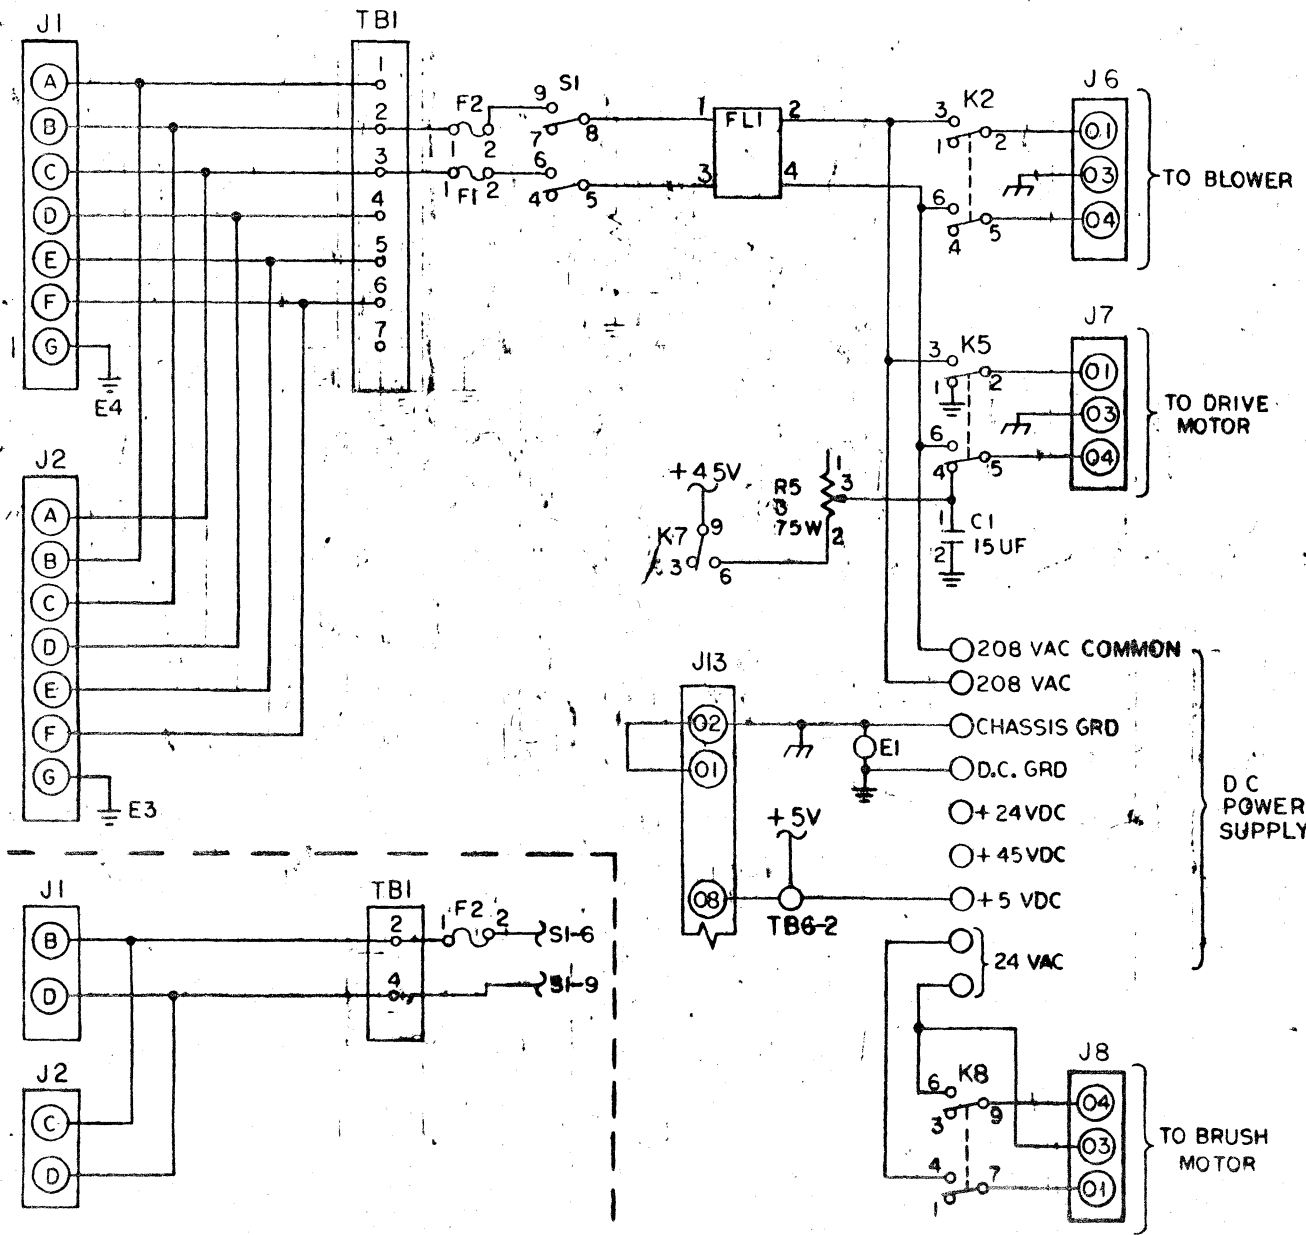 J1
A
B
C
D
E
F
G
E4
J2
A
B
C
D
E
F
G
E3
TB1
1
2
3
4
5
6
7
F2
1 2
F1
1 2
S1
9
7 8
6
4 5
FL1
1 2
3 4
K2
3
1 2
6
4 5
J6
01
03
04
TO BLOWER
K5
3
1 2
6
4 5
J7
01
03
04
TO DRIVE
MOTOR
+45V
K7
9
3 6
R5
3
75W
1
3
2
C1
15UF
1
2
208 VAC COMMON
208 VAC
CHASSIS GRD
D.C. GRD
+24VDC
+45VDC
+5 VDC
24 VAC
DC
POWER
SUPPLY
E1
J13
02
01
08
+5V
TB6-2
K8
6
3 9
4 7
1
J8
04
03
01
TO BRUSH
MOTOR
J1
B
D
J2
C
D
TB1
2
4
F2
1 2
S1-6
S1-9